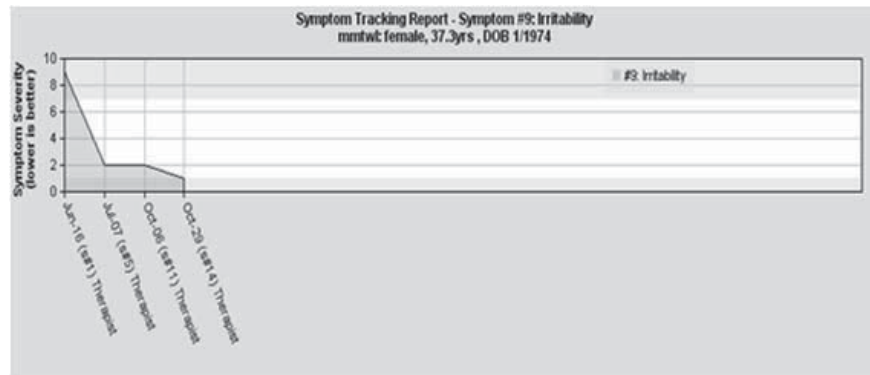 Symptom Tracking Report - Symptom #9: Irritability
mmtwl: female, 37.3yrs , DOB 1/1974
#9: Irritability
Symptom Severity
(lower is better)
10
8
6
4
2
0
Jun-16 (s#1) Therapist
Jul-07 (s#5) Therapist
Oct-06 (s#11) Therapist
Oct-29 (s#14) Therapist